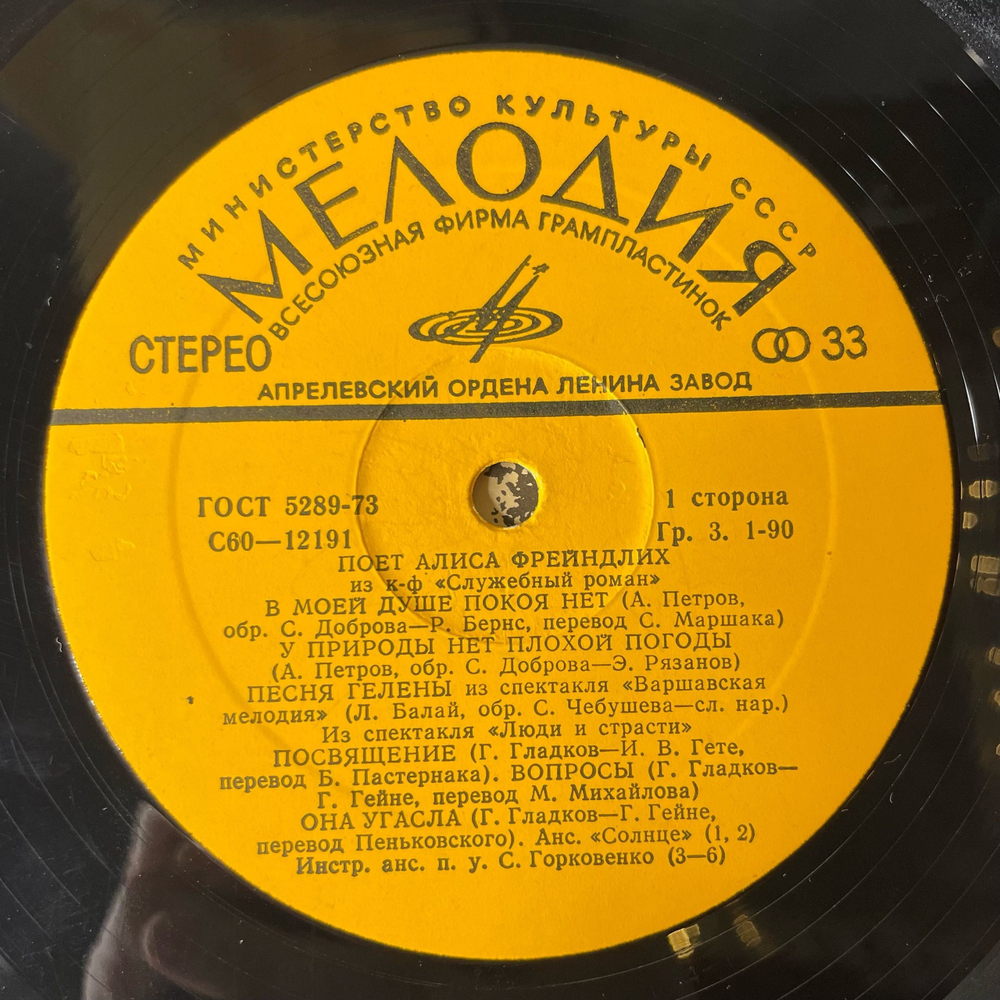 МИНИСТЕРСТВО КУЛЬТУРЫ СССР
МЕЛОДИЯ
ВСЕСОЮЗНАЯ ФИРМА ГРАМПЛАСТИНОК
СТЕРЕО
33
АПРЕЛЕВСКИЙ ОРДЕНА ЛЕНИНА ЗАВОД
ГОСТ 5289-73
1 сторона
С60—12191
Гр. 3. 1-90
ПОЕТ АЛИСА ФРЕЙНДЛИХ
из к-ф «Служебный роман»
В МОЕЙ ДУШЕ ПОКОЯ НЕТ (А. Петров,
обр. С. Доброва—Р. Бернс, перевод С. Маршака)
У ПРИРОДЫ НЕТ ПЛОХОЙ ПОГОДЫ
(А. Петров, обр. С. Доброва—Э. Рязанов)
ПЕСНЯ ГЕЛЕНЫ из спектакля «Варшавская
мелодия» (Л. Балай, обр. С. Чебушева—сл. нар.)
Из спектакля «Люди и страсти»
ПОСВЯЩЕНИЕ (Г. Гладков—И. В. Гете,
перевод Б. Пастернака). ВОПРОСЫ (Г. Гладков—
Г. Гейне, перевод М. Михайлова)
ОНА УГАСЛА (Г. Гладков—Г. Гейне,
перевод Пеньковского). Анс. «Солнце» (1, 2)
Инстр. анс. п. у. С. Горковенко (3—6)